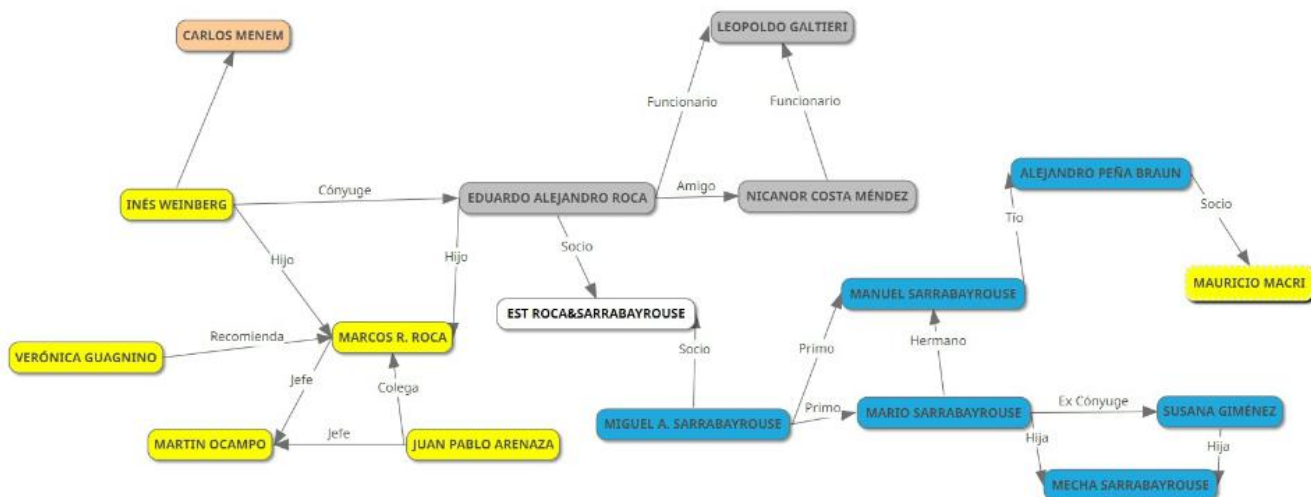 CARLOS MENEM
LEOPOLDO GALTIERI
Funcionario
Funcionario
ALEJANDRO PEÑA BRAUN
INÉS WEINBERG
Cónyuge
EDUARDO ALEJANDRO ROCA
Amigo
NICANOR COSTA MÉNDEZ
Tío
Socio
Hijo
Hijo
Socio
MAURICIO MACRI
MANUEL SARRABAYROUSE
EST ROCA&SARRABAYROUSE
VERÓNICA GUAGNINO
Recomienda
MARCOS R. ROCA
Primo
Hermano
Socio
Jefe
Colega
MIGUEL A. SARRABAYROUSE
Primo
MARIO SARRABAYROUSE
Ex Cónyuge
SUSANA GIMÉNEZ
MARTIN OCAMPO
Jefe
JUAN PABLO ARENAZA
Hija
Hija
MECHA SARRABAYROUSE